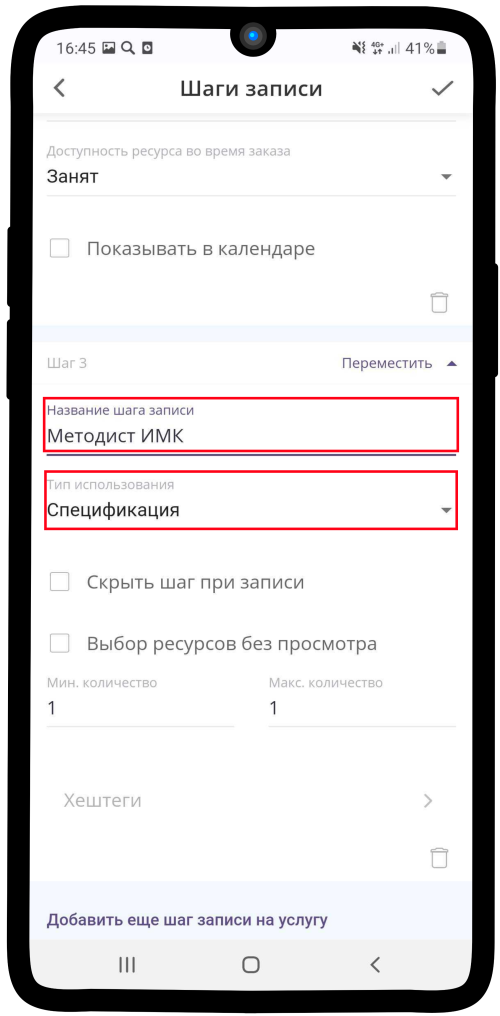 16:45
4G+
41%
Шаги записи
Доступность ресурса во время заказа
Занят
Показывать в календаре
Шаг 3
Переместить
Название шага записи
Методист ИМК
Тип использования
Спецификация
Скрыть шаг при записи
Выбор ресурсов без просмотра
Мин. количество
Макс. количество
1
1
Хештеги
Добавить еще шаг записи на услугу